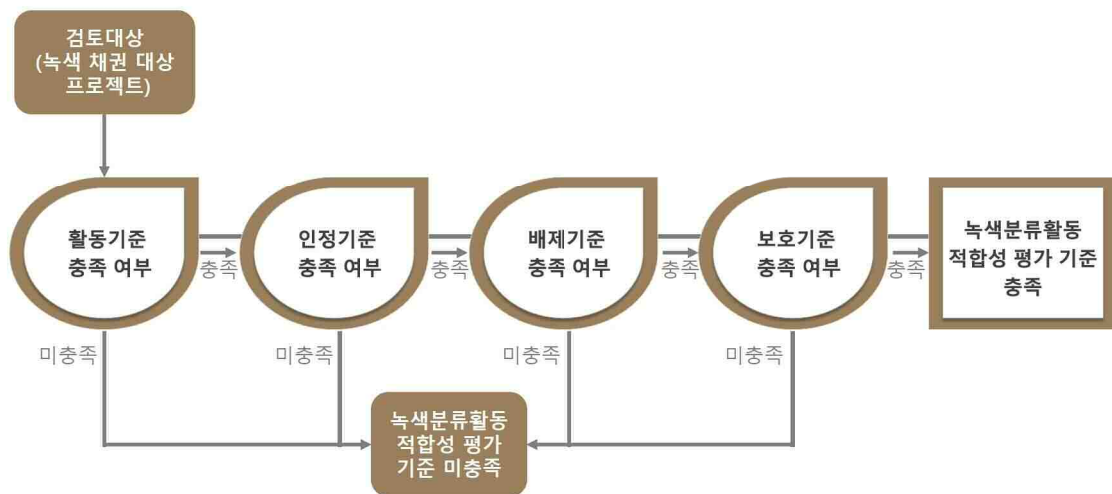 검토대상
(녹색 채권 대상
프로젝트)
활동기준
충족 여부
충족
인정기준
충족 여부
충족
배제기준
충족 여부
충족
보호기준
충족 여부
충족
녹색분류활동
적합성 평가 기준
충족
미충족
미충족
미충족
미충족
녹색분류활동
적합성 평가
기준 미충족